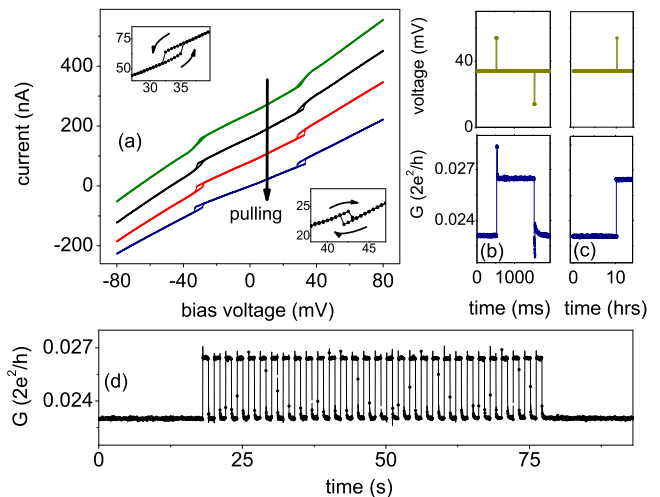 (a)
current (nA)
400
200
0
-200
75
50
30
35
25
20
40
45
pulling
-80
-40
0
40
80
bias voltage (mV)
voltage (mV)
80
40
0
G (2e²/h)
0.027
0.024
(b)
(c)
0
1000
0
10
time (ms)
time (hrs)
(d)
G (2e²/h)
0.027
0.024
0
25
50
75
time (s)